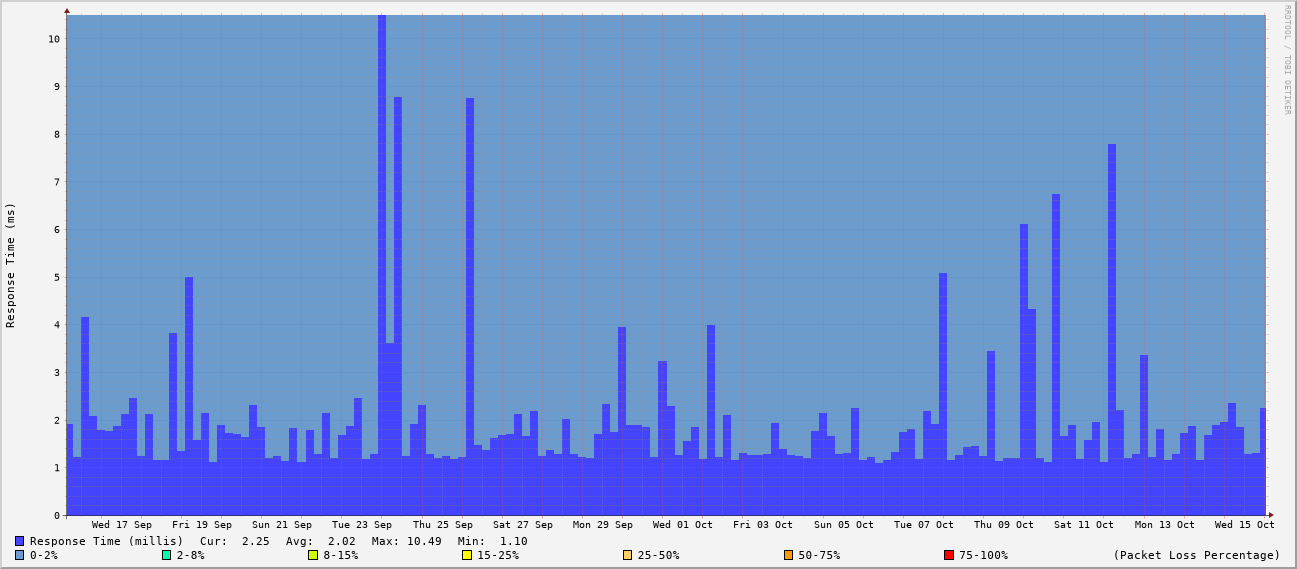 RRDTOOL / TOBI OETIKER
Response Time (ms)
10
9
8
7
6
5
4
3
2
1
0
Wed 17 Sep Fri 19 Sep Sun 21 Sep Tue 23 Sep Thu 25 Sep Sat 27 Sep Mon 29 Sep Wed 01 Oct Fri 03 Oct Sun 05 Oct Tue 07 Oct Thu 09 Oct Sat 11 Oct Mon 13 Oct Wed 15 Oct
Response Time (millis) Cur: 2.25 Avg: 2.02 Max: 10.49 Min: 1.10
0-2% 2-8% 8-15% 15-25% 25-50% 50-75% 75-100% (Packet Loss Percentage)